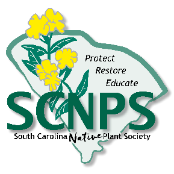 Protect
Restore
Educate
SCNPS
South Carolina Native Plant Society